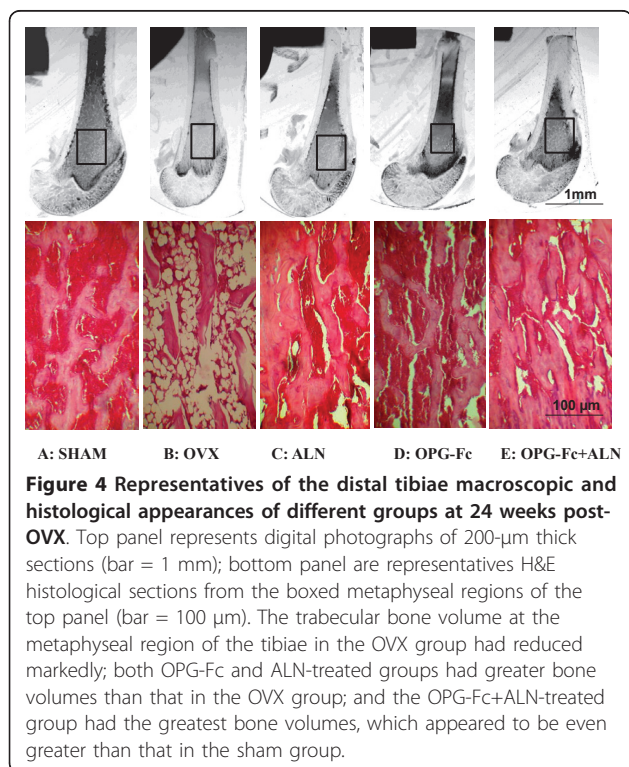 1mm
100 µm
A: SHAM B: OVX C: ALN D: OPG-Fc E: OPG-Fc+ALN
Figure 4 Representatives of the distal tibiae macroscopic and
histological appearances of different groups at 24 weeks post-
OVX. Top panel represents digital photographs of 200-µm thick
sections (bar = 1 mm); bottom panel are representatives H&E
histological sections from the boxed metaphyseal regions of the
top panel (bar = 100 µm). The trabecular bone volume at the
metaphyseal region of the tibiae in the OVX group had reduced
markedly; both OPG-Fc and ALN-treated groups had greater bone
volumes than that in the OVX group; and the OPG-Fc+ALN-treated
group had the greatest bone volumes, which appeared to be even
greater than that in the sham group.